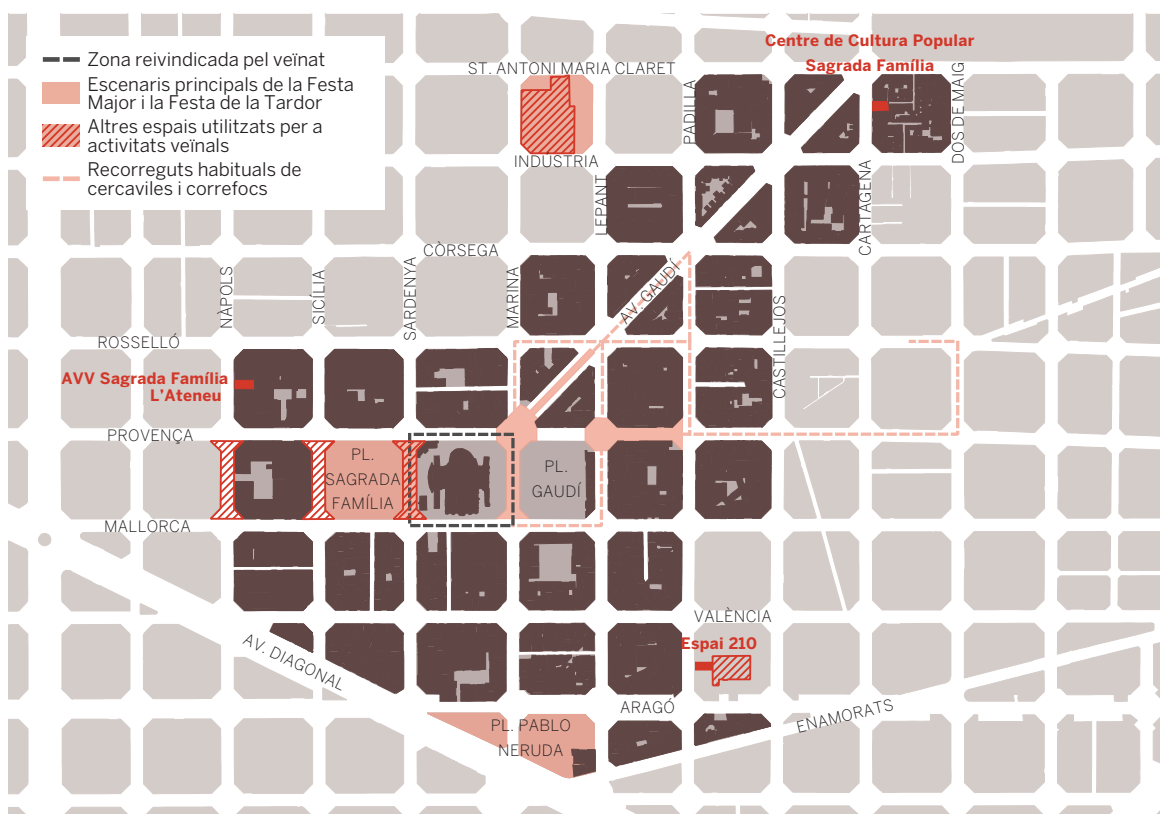 Centre de Cultura Popular
Sagrada Família
Zona reivindicada pel veïnat
Escenaris principals de la Festa
Major i la Festa de la Tardor
Altres espais utilitzats per a
activitats veïnals
Recorreguts habituals de
cercaviles i correfocs
ST. ANTONI MARIA CLARET
PADILLA
DOS DE MAIG
INDUSTRIA
LEPANT
CARTAGENA
CÒRSEGA
NÀPOLS
SICÍLIA
SARDENYA
MARINA
AV. GAUDÍ
CASTILLEJOS
ROSSELLÓ
AVV Sagrada Família
L'Ateneu
PROVENÇA
PL.
SAGRADA
FAMÍLIA
PL.
GAUDÍ
MALLORCA
VALÈNCIA
Espai 210
AV. DIAGONAL
ARAGÓ
ENAMORATS
PL. PABLO
NERUDA